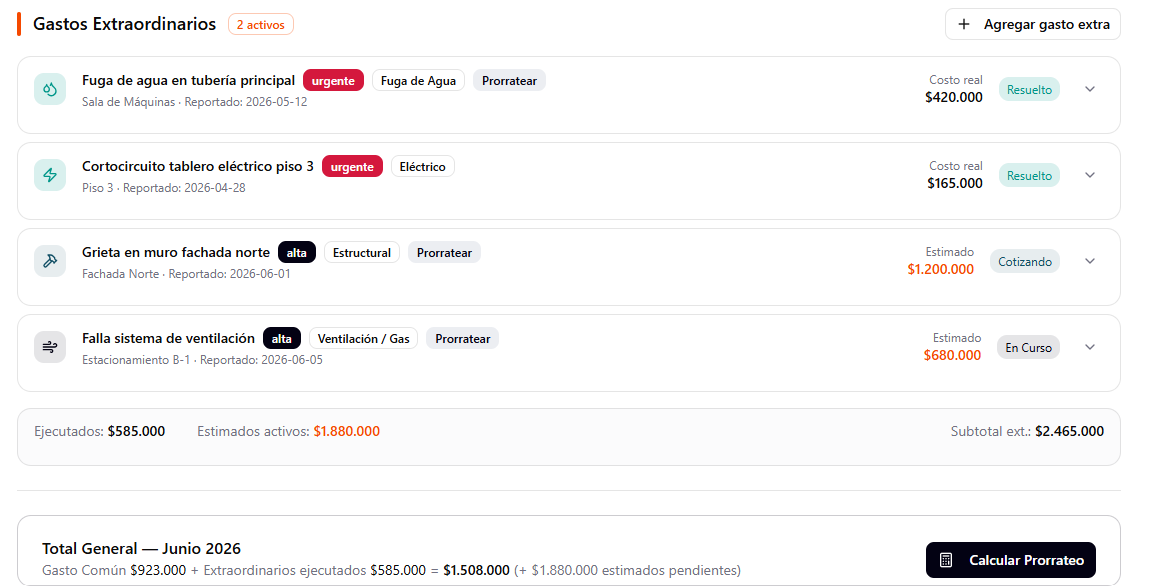 Gastos Extraordinarios 2 activos + Agregar gasto extra
Fuga de agua en tubería principal urgente Fuga de Agua Prorratear
Sala de Máquinas · Reportado: 2026-05-12
Costo real
$420.000
Resuelto
Cortocircuito tablero eléctrico piso 3 urgente Eléctrico
Piso 3 · Reportado: 2026-04-28
Costo real
$165.000
Resuelto
Grieta en muro fachada norte alta Estructural Prorratear
Fachada Norte · Reportado: 2026-06-01
Estimado
$1.200.000
Cotizando
Falla sistema de ventilación alta Ventilación / Gas Prorratear
Estacionamiento B-1 · Reportado: 2026-06-05
Estimado
$680.000
En Curso
Ejecutados: $585.000 Estimados activos: $1.880.000 Subtotal ext.: $2.465.000
Total General — Junio 2026
Gasto Común $923.000 + Extraordinarios ejecutados $585.000 = $1.508.000 (+ $1.880.000 estimados pendientes)
Calcular Prorrateo